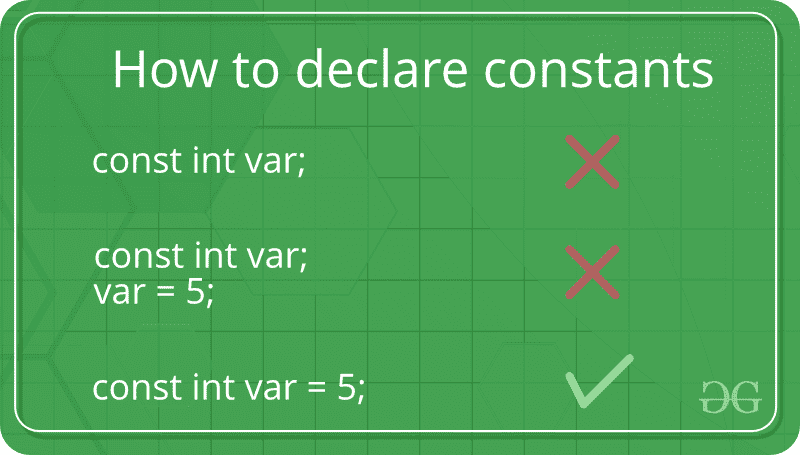 How to declare constants
const int var;
const int var;
var = 5;
const int var = 5;
GG